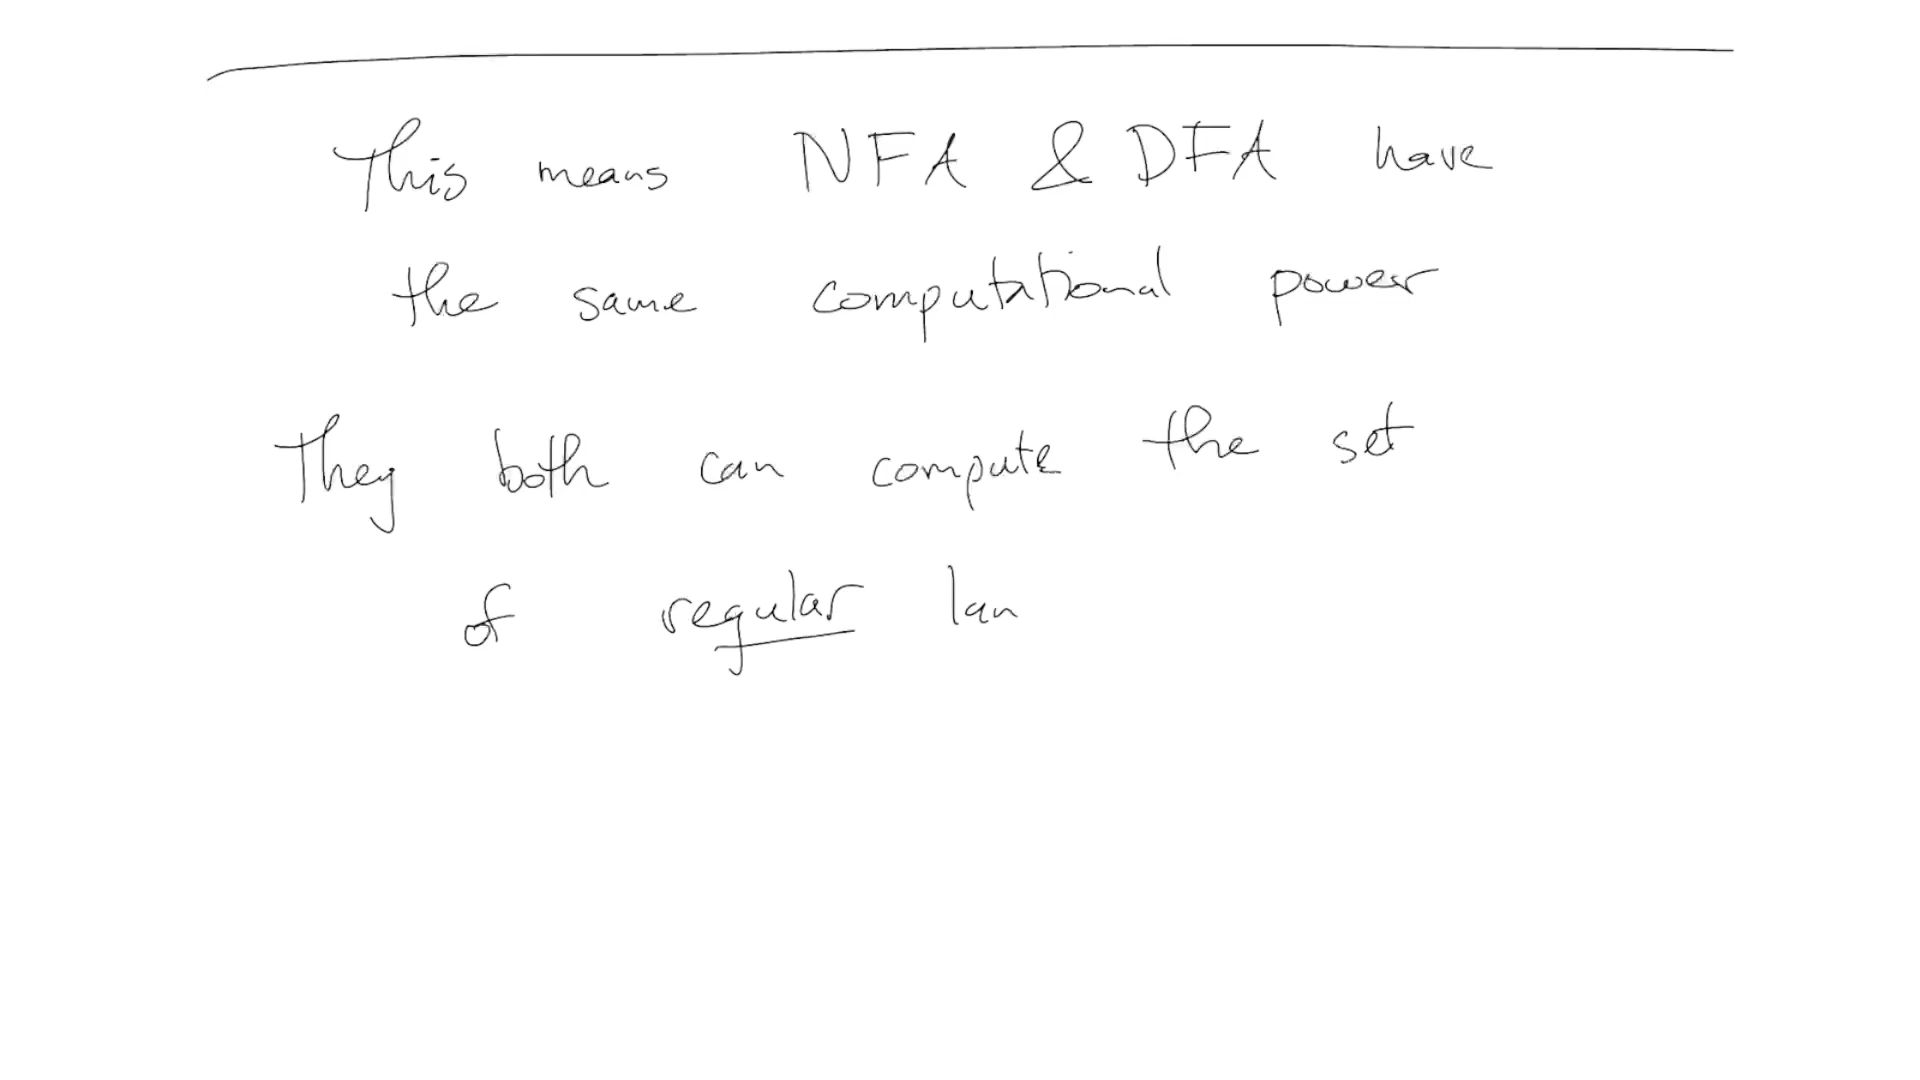 This means NFA & DFA have
the same computational power
They both can compute the set
of regular lan